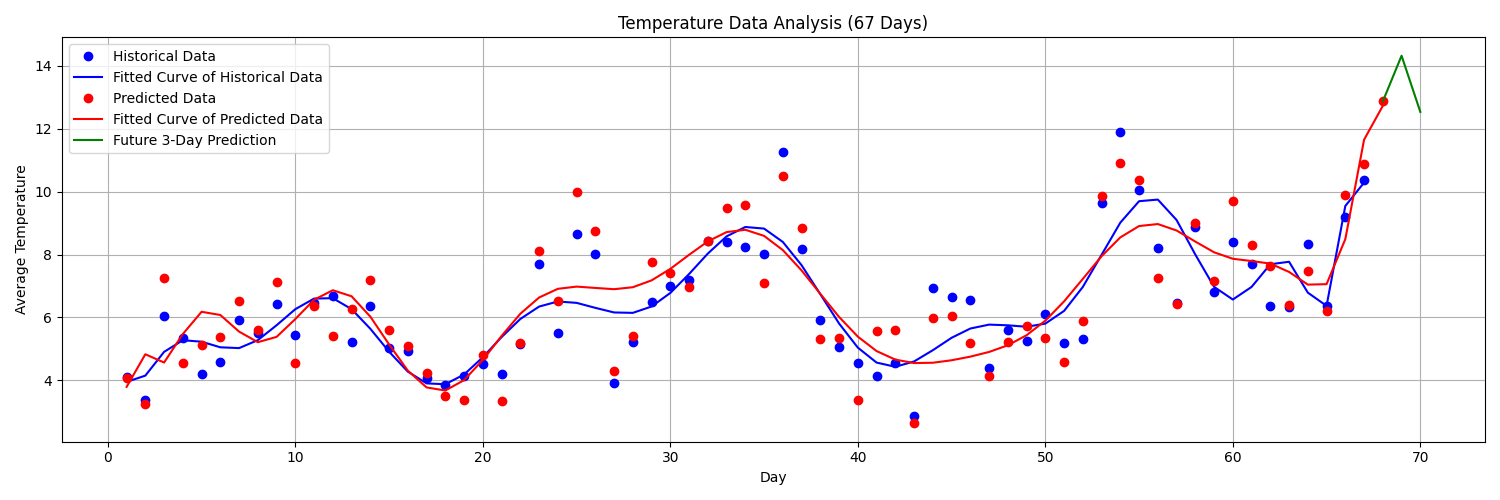 Temperature Data Analysis (67 Days)
Historical Data
Fitted Curve of Historical Data
Predicted Data
Fitted Curve of Predicted Data
Future 3-Day Prediction
Average Temperature
14
12
10
8
6
4
0 10 20 30 40 50 60 70
Day